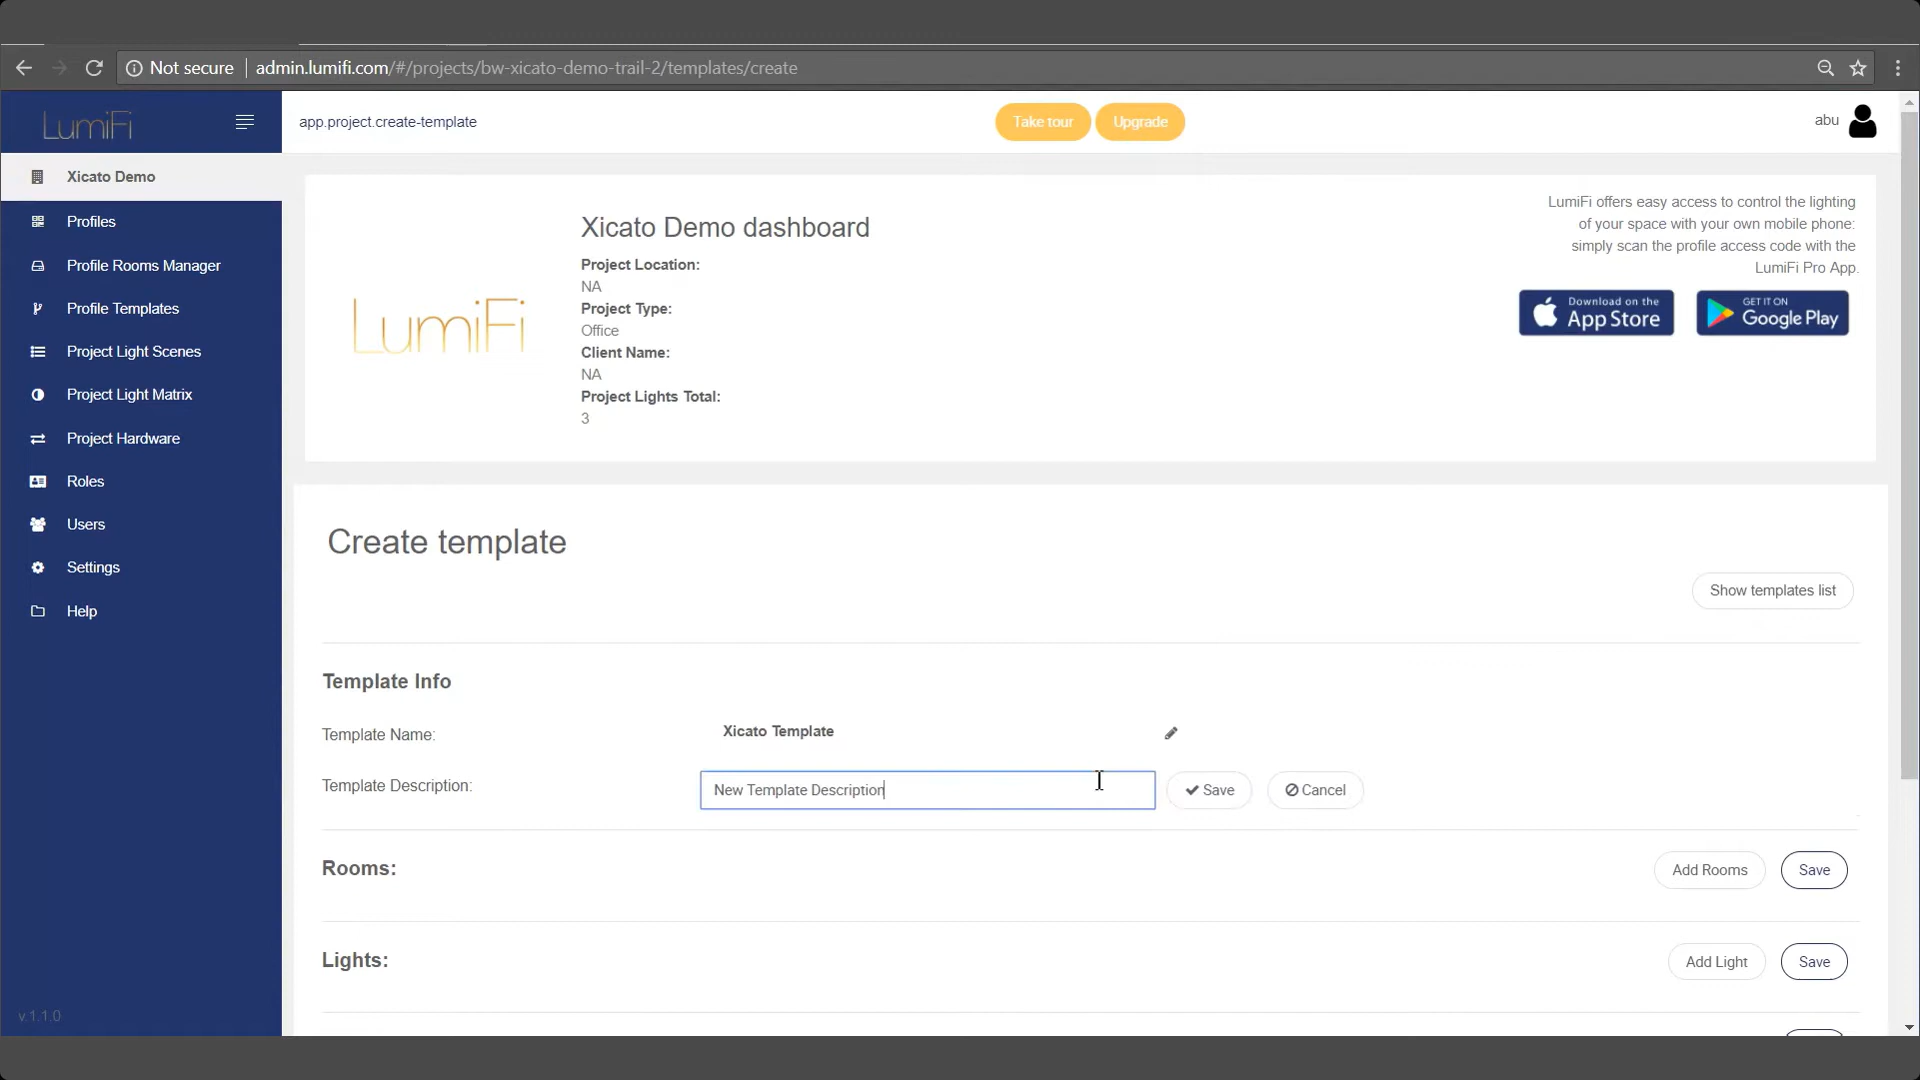 Not secure | admin.lumifi.com/#/projects/bw-xicato-demo-trail-2/templates/create
LumiFi
app.project.create-template
Take tour
Upgrade
abu
Xicato Demo
Profiles
Profile Rooms Manager
Profile Templates
Project Light Scenes
Project Light Matrix
Project Hardware
Roles
Users
Settings
Help
v.1.1.0
LumiFi
Xicato Demo dashboard
Project Location:
NA
Project Type:
Office
Client Name:
NA
Project Lights Total:
3
LumiFi offers easy access to control the lighting
of your space with your own mobile phone:
simply scan the profile access code with the
LumiFi Pro App.
Download on the
App Store
GET IT ON
Google Play
Create template
Show templates list
Template Info
Template Name:
Xicato Template
Template Description:
New Template Description
Save
Cancel
Rooms:
Add Rooms
Save
Lights:
Add Light
Save